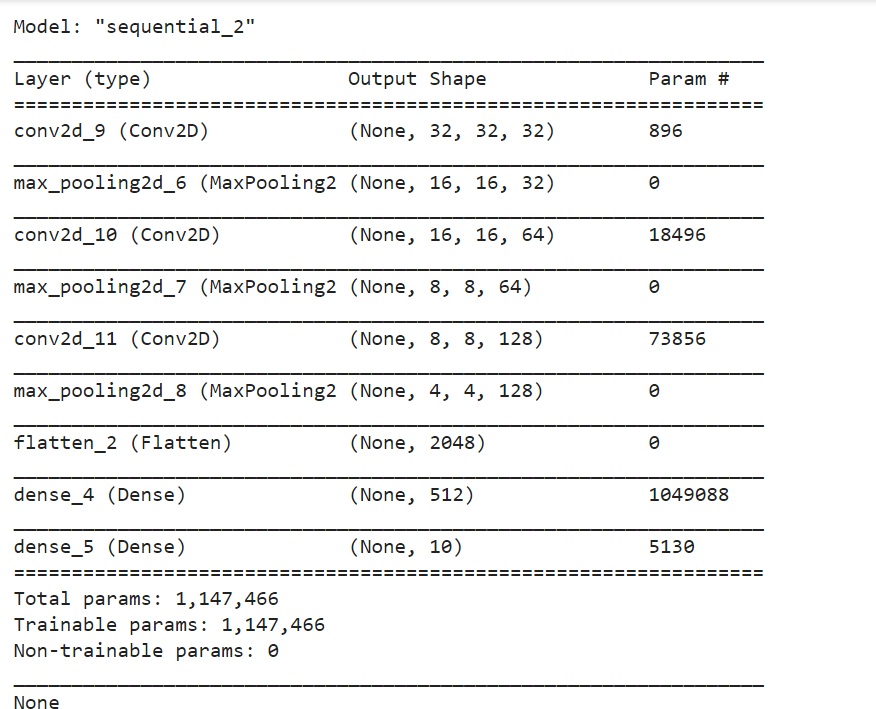 Model: "sequential_2"
_________________________________________________________________
Layer (type)                 Output Shape              Param #
=================================================================
conv2d_9 (Conv2D)            (None, 32, 32, 32)        896
_________________________________________________________________
max_pooling2d_6 (MaxPooling2 (None, 16, 16, 32)        0
_________________________________________________________________
conv2d_10 (Conv2D)           (None, 16, 16, 64)        18496
_________________________________________________________________
max_pooling2d_7 (MaxPooling2 (None, 8, 8, 64)          0
_________________________________________________________________
conv2d_11 (Conv2D)           (None, 8, 8, 128)         73856
_________________________________________________________________
max_pooling2d_8 (MaxPooling2 (None, 4, 4, 128)         0
_________________________________________________________________
flatten_2 (Flatten)          (None, 2048)              0
_________________________________________________________________
dense_4 (Dense)              (None, 512)               1049088
_________________________________________________________________
dense_5 (Dense)              (None, 10)                5130
=================================================================
Total params: 1,147,466
Trainable params: 1,147,466
Non-trainable params: 0
_________________________________________________________________
None